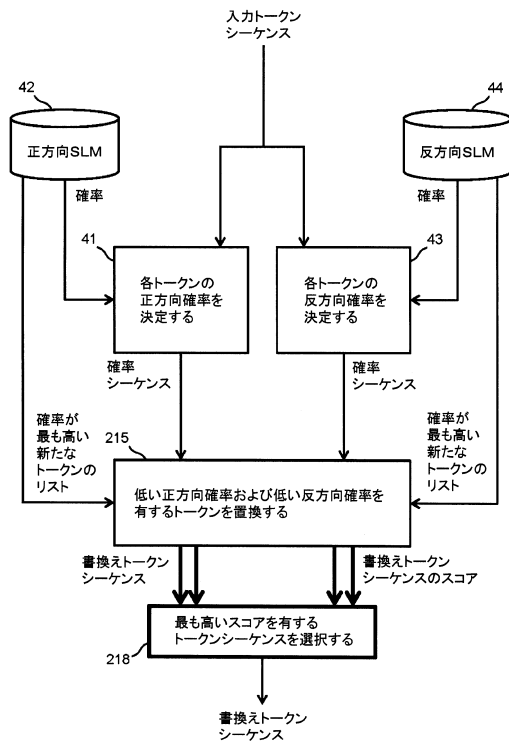 入力トークン
シーケンス
42
正方向SLM
44
反方向SLM
確率
確率
41
各トークンの
正方向確率を
決定する
43
各トークンの
反方向確率を
決定する
確率
シーケンス
確率
シーケンス
確率が
最も高い
新たな
トークンの
リスト
確率が
最も高い
新たな
トークンの
リスト
215
低い正方向確率および低い反方向確率を
有するトークンを置換する
書換えトークン
シーケンス
書換えトークン
シーケンスのスコア
最も高いスコアを有する
トークンシーケンスを選択する
218
書換えトークン
シーケンス